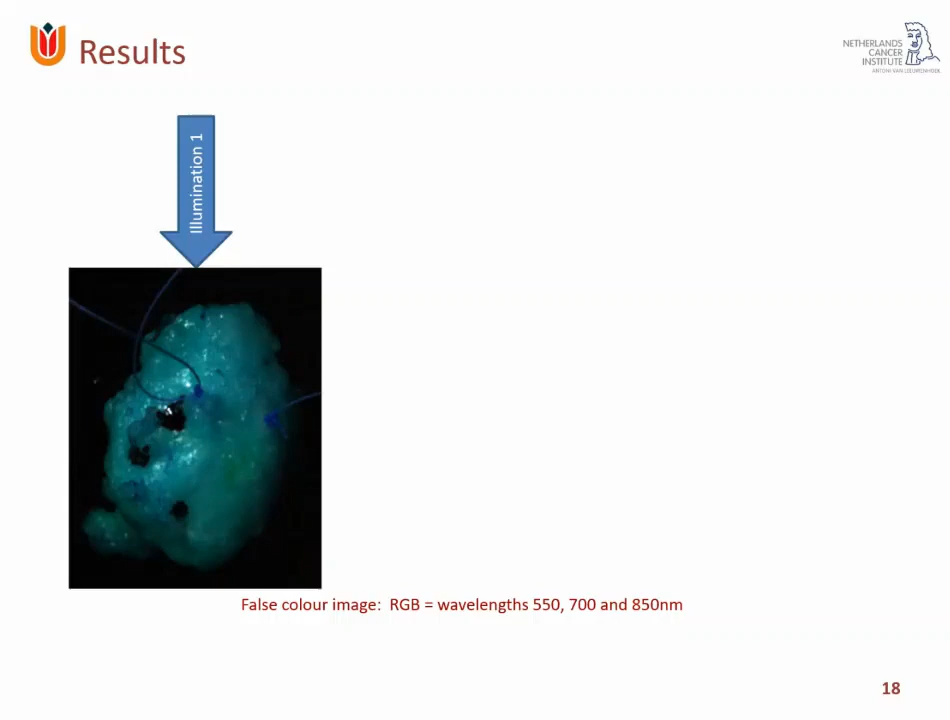 Results
NETHERLANDS
CANCER
INSTITUTE
ANTONI VAN LEEUWENHOEK
Illumination 1
False colour image:  RGB = wavelengths 550, 700 and 850nm
18